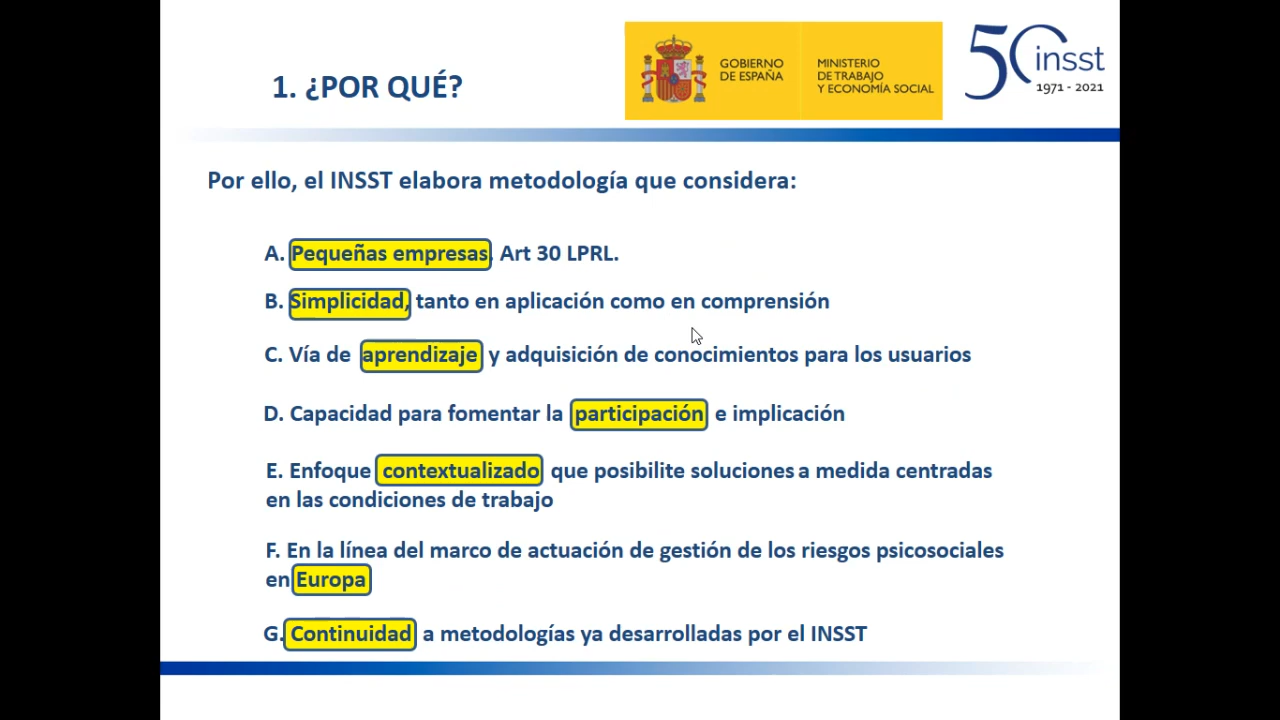 1. ¿POR QUÉ?
GOBIERNO
DE ESPAÑA
MINISTERIO
DE TRABAJO
Y ECONOMÍA SOCIAL
50 insst
1971 - 2021
Por ello, el INSST elabora metodología que considera:
A. Pequeñas empresas. Art 30 LPRL.
B. Simplicidad, tanto en aplicación como en comprensión
C. Vía de aprendizaje y adquisición de conocimientos para los usuarios
D. Capacidad para fomentar la participación e implicación
E. Enfoque contextualizado que posibilite soluciones a medida centradas
en las condiciones de trabajo
F. En la línea del marco de actuación de gestión de los riesgos psicosociales
en Europa
G. Continuidad a metodologías ya desarrolladas por el INSST